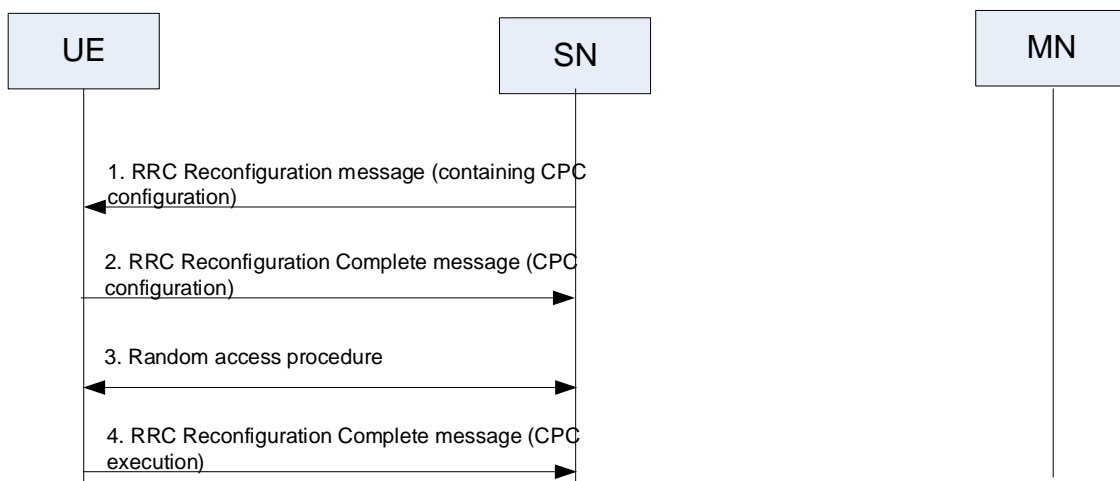 UE
SN
MN
1. RRC Reconfiguration message (containing CPC
configuration)
2. RRC Reconfiguration Complete message (CPC
configuration)
3. Random access procedure
4. RRC Reconfiguration Complete message (CPC
execution)